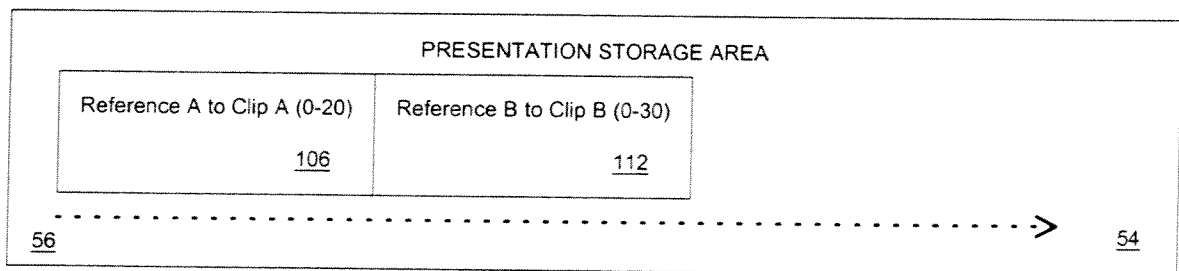 PRESENTATION STORAGE AREA
Reference A to Clip A (0-20)
Reference B to Clip B (0-30)
106
112
56
54